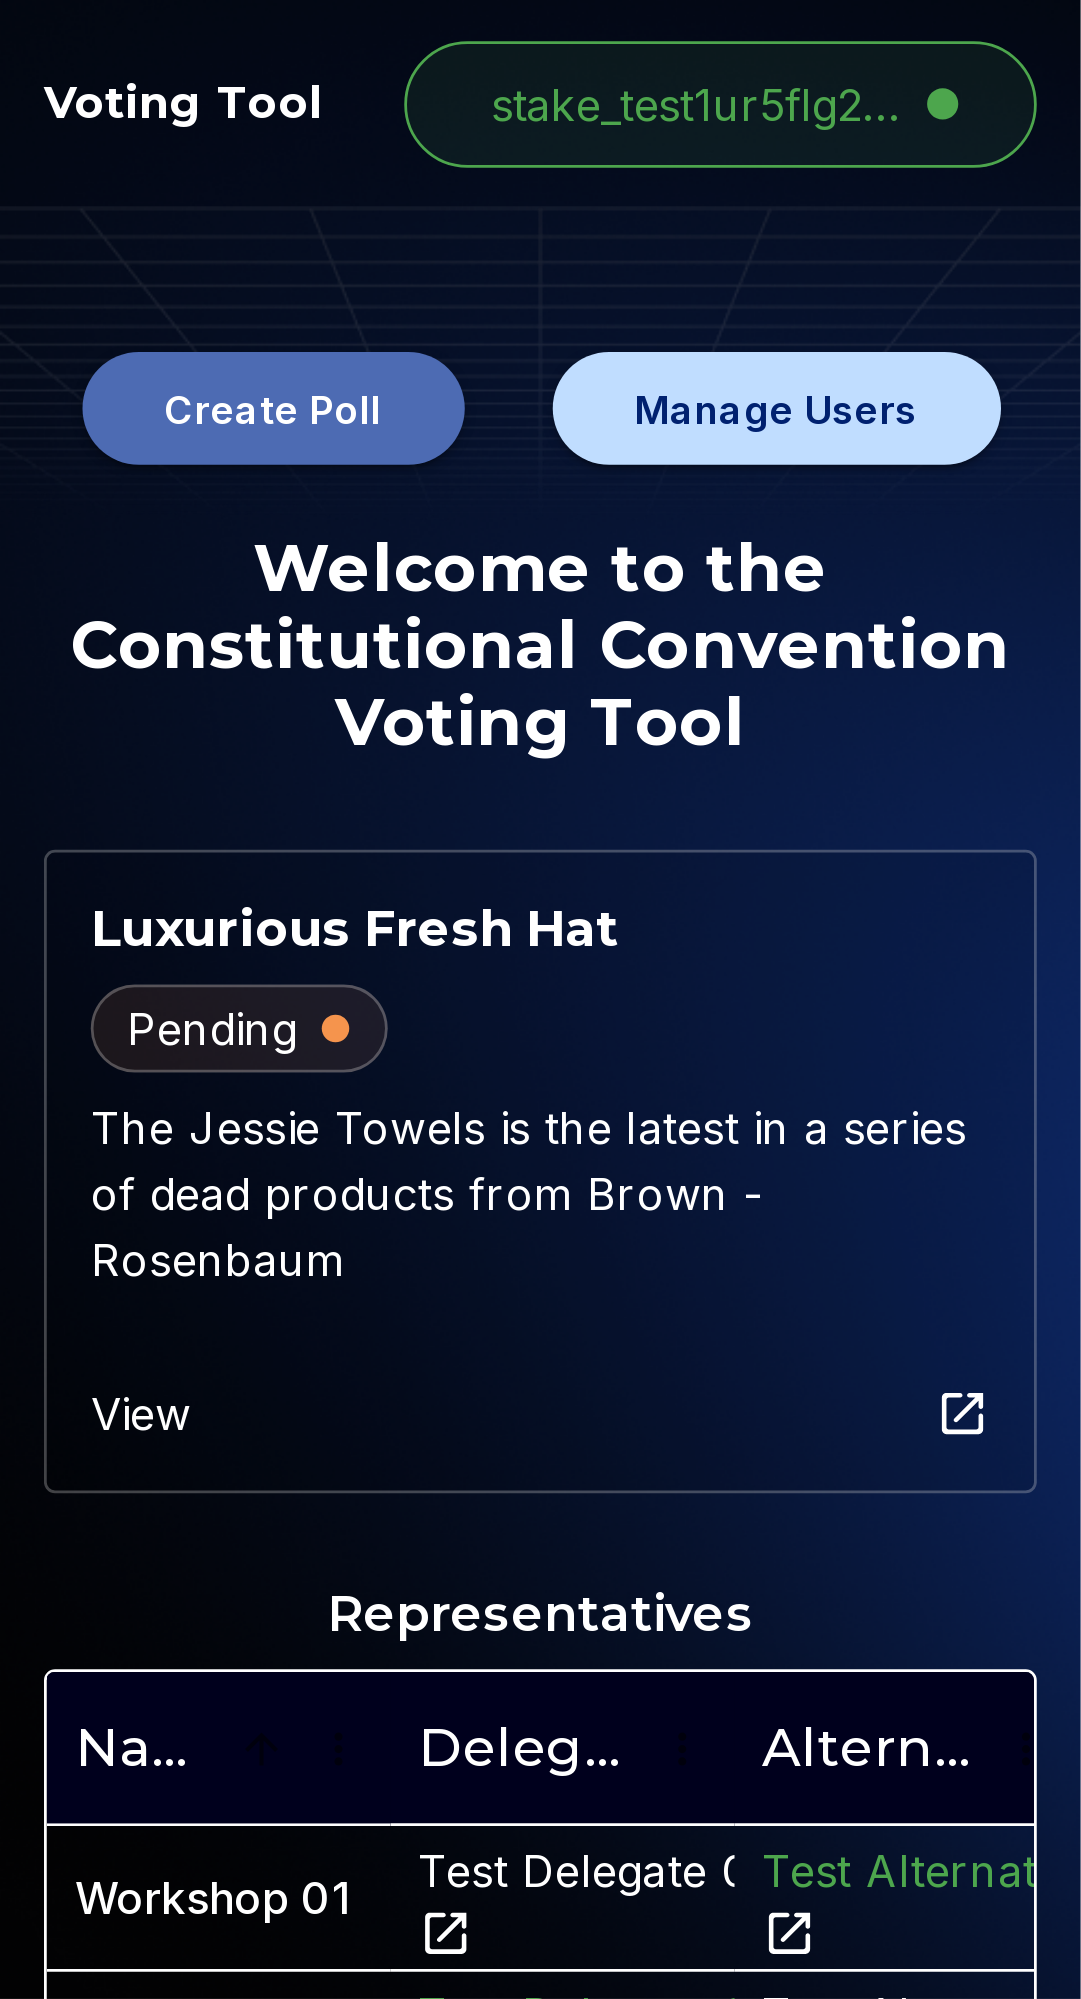 Voting Tool
stake_test1ur5flg2...
Create Poll
Manage Users
Welcome to the
Constitutional Convention
Voting Tool
Luxurious Fresh Hat
Pending
The Jessie Towels is the latest in a series
of dead products from Brown -
Rosenbaum
View
Representatives
Na... Deleg... Altern...
Workshop 01 Test Delegate Test Alternat